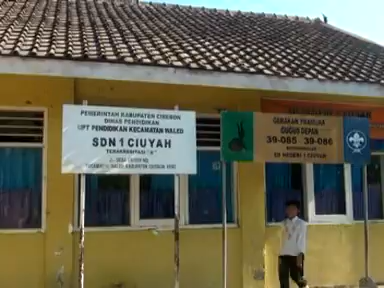 PEMERINTAH KABUPATEN CIREBON
DINAS PENDIDIKAN
UPT PENDIDIKAN KECAMATAN WALED
SDN 1 CIUYAH
TERAKREDITASI "A"
GERAKAN PRAMUKA
GUGUS DEPAN
39-085 39-086
SD NEGERI 1 CIUYAH